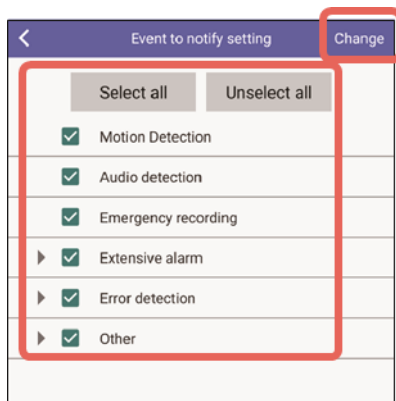 Event to notify setting Change
Select all Unselect all
Motion Detection
Audio detection
Emergency recording
Extensive alarm
Error detection
Other